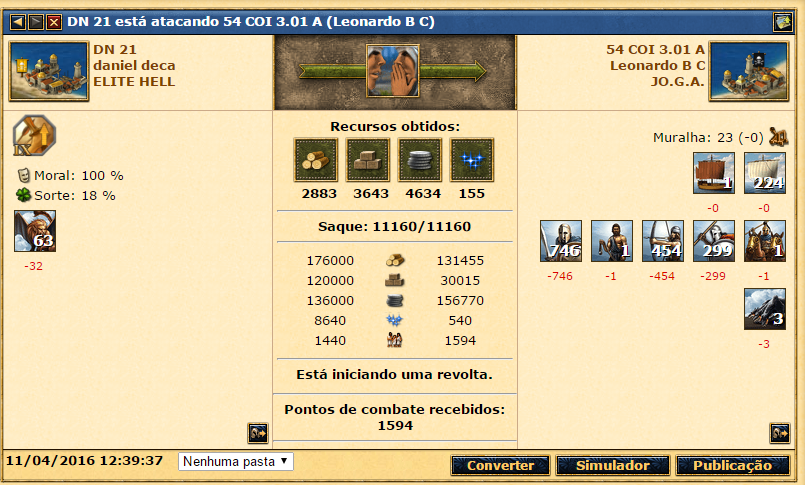 DN 21 está atacando 54 COI 3.01 A (Leonardo B C)
DN 21
daniel deca
ELITE HELL
54 COI 3.01 A
Leonardo B C
JO.G.A.
IV
Moral: 100 %
Sorte: 18 %
63
-32
Recursos obtidos:
2883 3643 4634 155
Saque: 11160/11160
176000 131455
120000 30015
136000 156770
8640 540
1440 1594
Está iniciando uma revolta.
Pontos de combate recebidos:
1594
Muralha: 23 (-0)
1 224
-0 -0
746 1 454 299 1
-746 -1 -454 -299 -1
3
-3
11/04/2016 12:39:37 Nenhuma pasta Converter Simulador Publicação